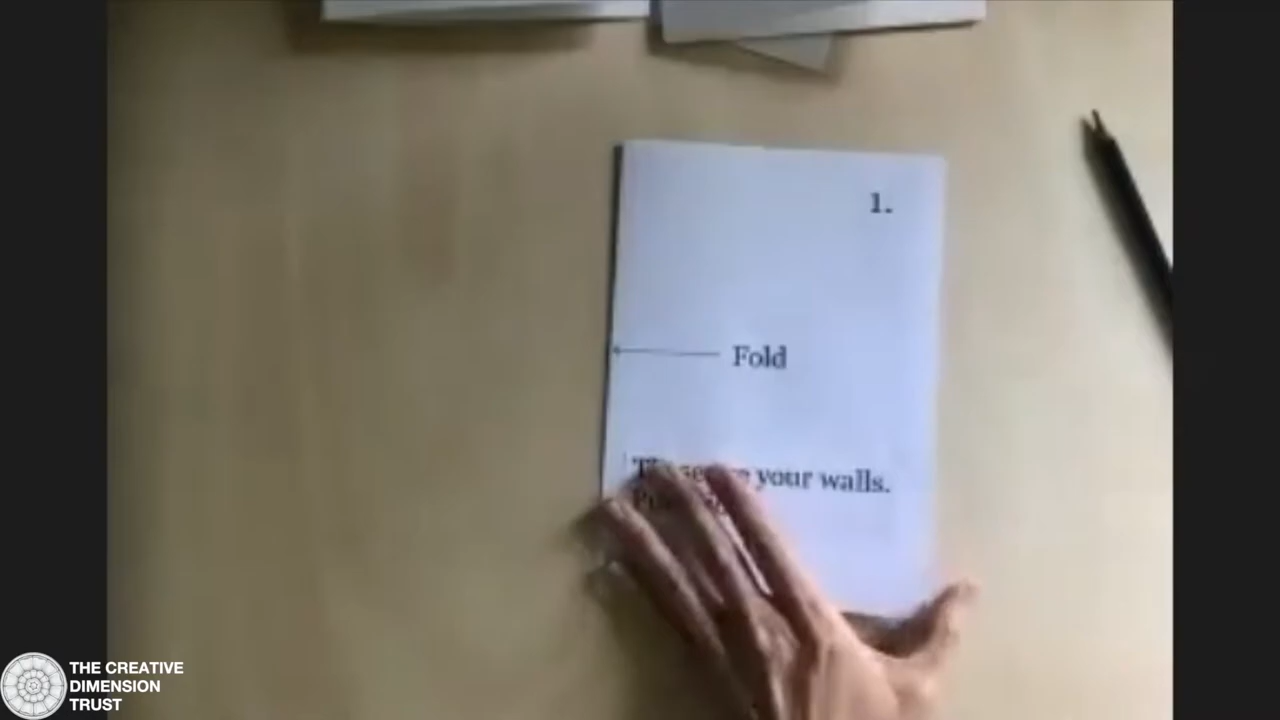 1.
Fold
your walls.
THE CREATIVE
DIMENSION
TRUST